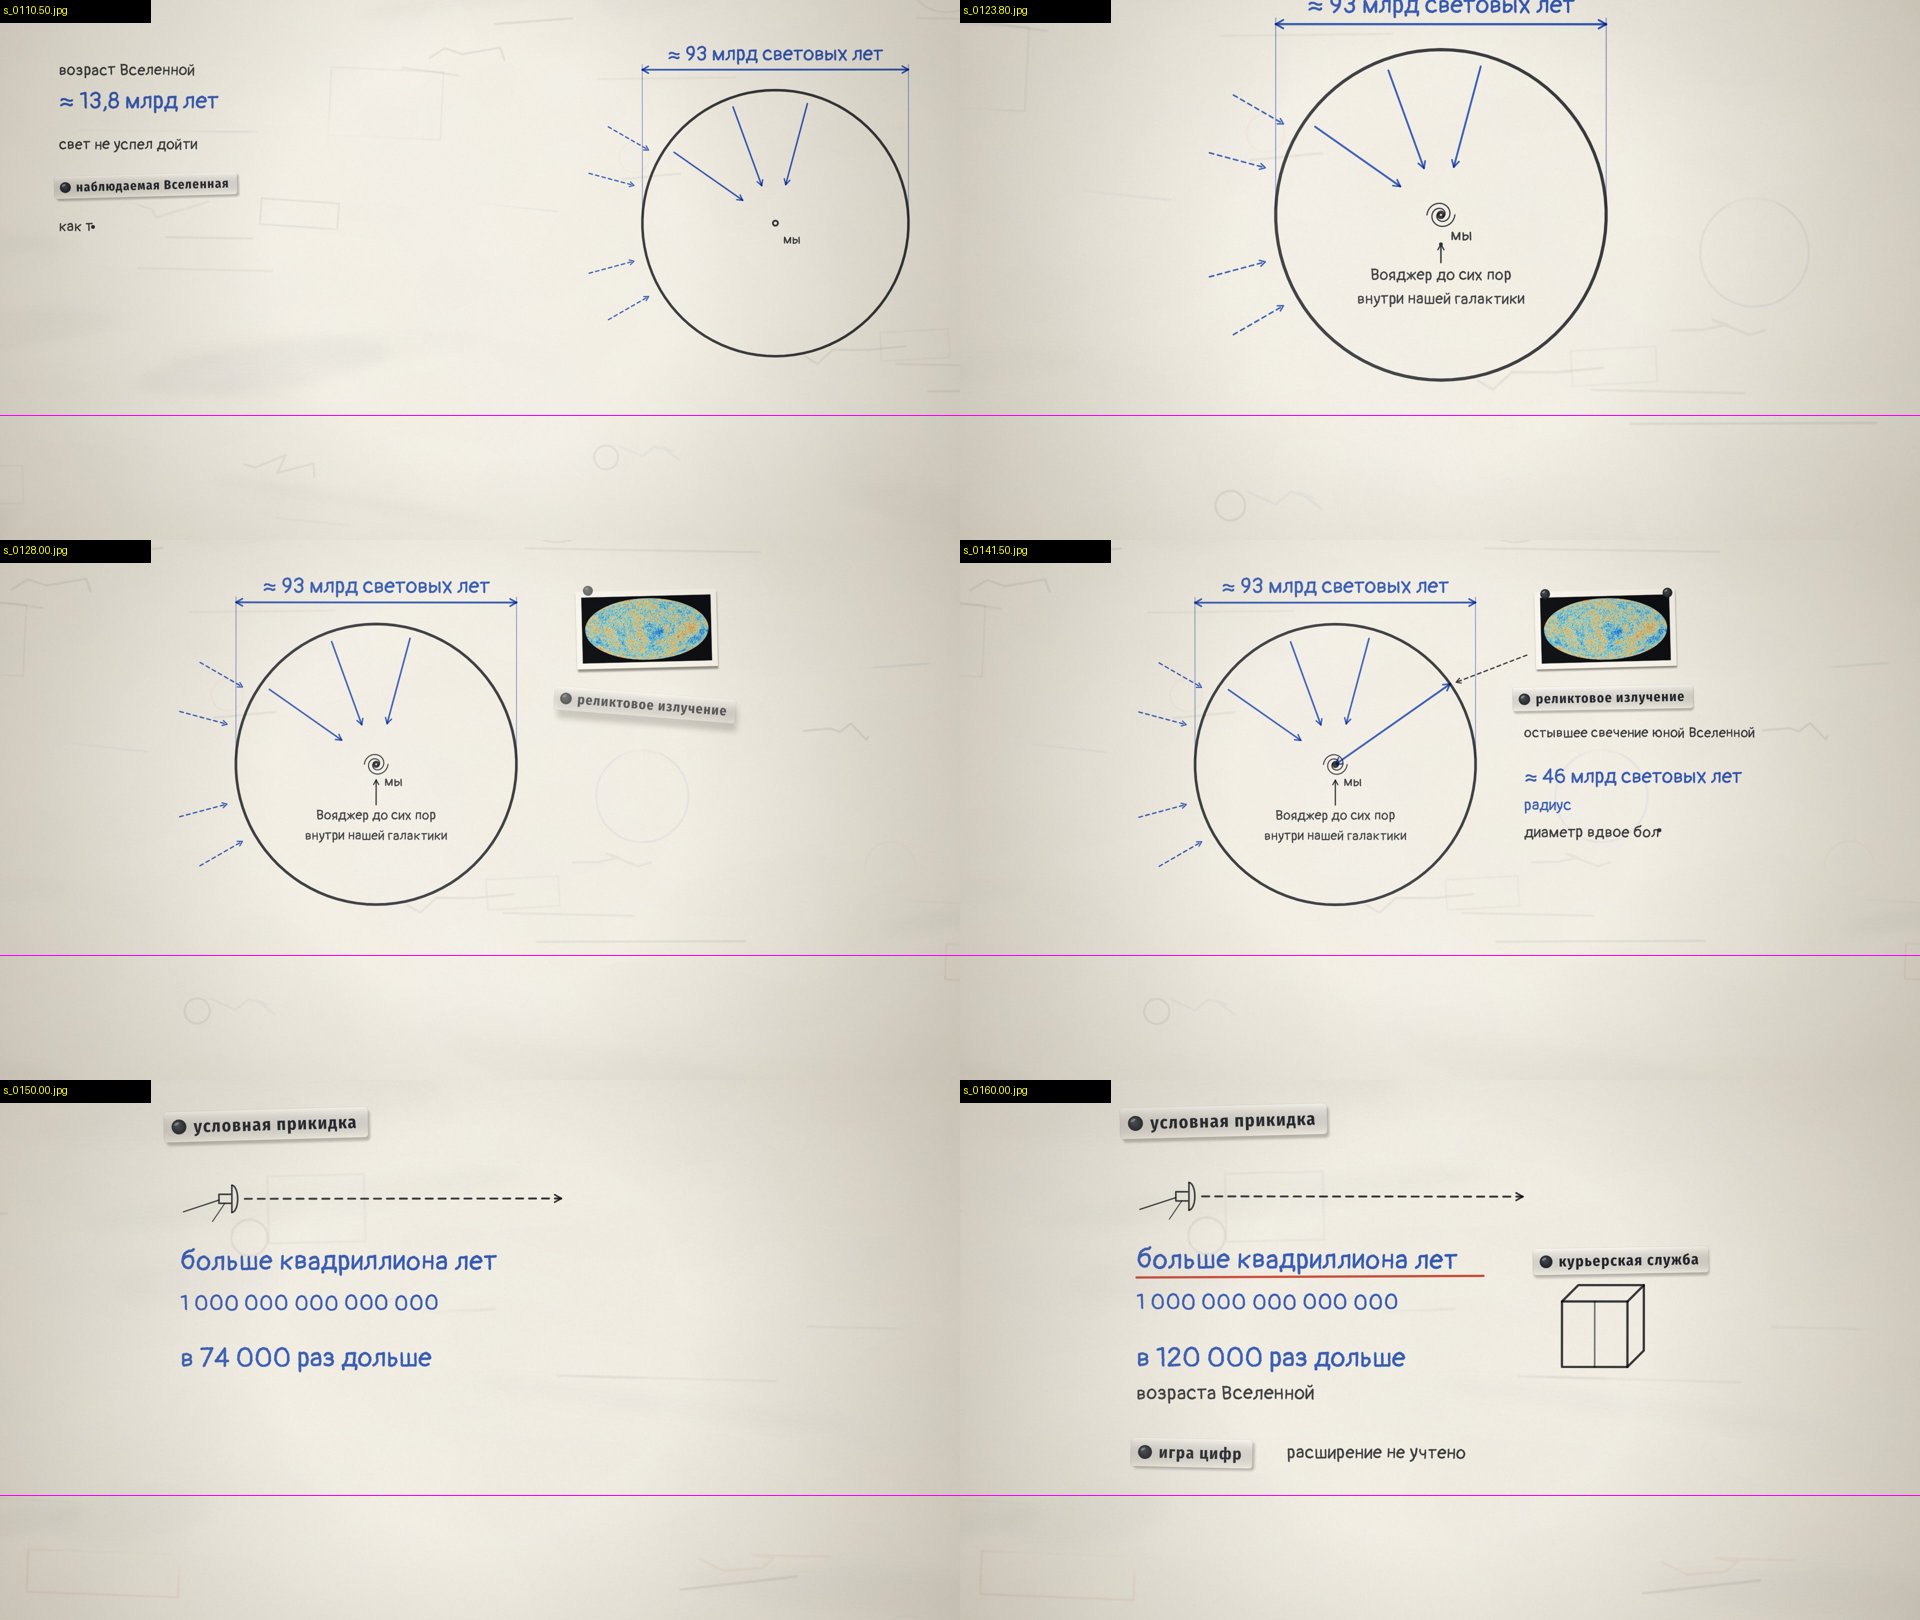 s_0110.50.jpg
возраст Вселенной
≈ 13,8 млрд лет
свет не успел дойти
наблюдаемая Вселенная
как т
≈ 93 млрд световых лет
мы
s_0123.80.jpg
≈ 93 млрд световых лет
мы
Вояджер до сих пор
внутри нашей галактики
s_0128.00.jpg
≈ 93 млрд световых лет
мы
Вояджер до сих пор
внутри нашей галактики
реликтовое излучение
s_0141.50.jpg
≈ 93 млрд световых лет
мы
Вояджер до сих пор
внутри нашей галактики
реликтовое излучение
остывшее свечение юной Вселенной
≈ 46 млрд световых лет
радиус
диаметр вдвое бол
s_0150.00.jpg
условная прикидка
больше квадриллиона лет
1 000 000 000 000 000
в 74 000 раз дольше
s_0160.00.jpg
условная прикидка
больше квадриллиона лет
1 000 000 000 000 000
в 120 000 раз дольше
возраста Вселенной
игра цифр
расширение не учтено
курьерская служба